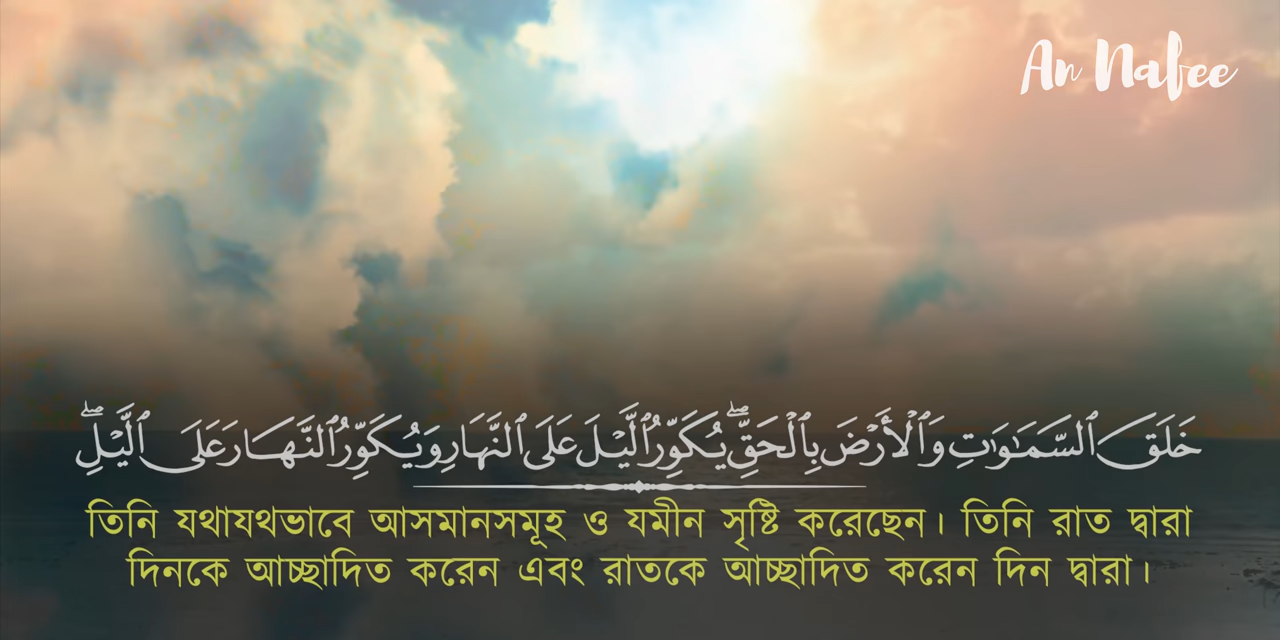 An Nafee
خَلَقَ ٱلسَّمَـٰوَٰتِ وَٱلْأَرْضَ بِٱلْحَقِّ ۖ يُكَوِّرُ ٱلَّيْلَ عَلَى ٱلنَّهَارِ وَيُكَوِّرُ ٱلنَّهَارَ عَلَى ٱلَّيْلِ ۖ
তিনি যথাযথভাবে আসমানসমূহ ও যমীন সৃষ্টি করেছেন। তিনি রাত দ্বারা
দিনকে আচ্ছাদিত করেন এবং রাতকে আচ্ছাদিত করেন দিন দ্বারা।